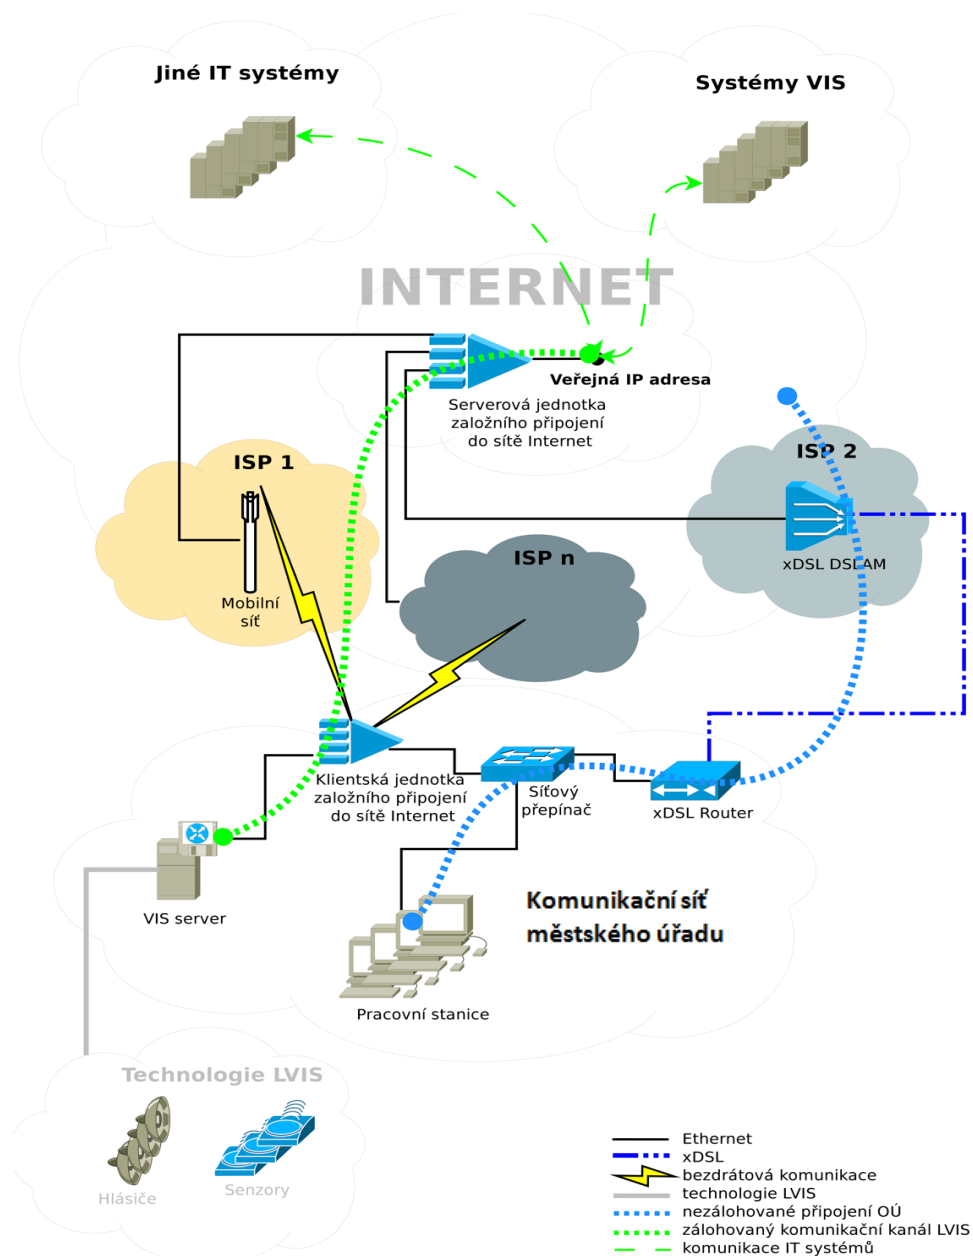 Jiné IT systémy
Systémy VIS
INTERNET
Veřejná IP adresa
Serverová jednotka
založního připojení
do sítě Internet
ISP 1
ISP 2
xDSL DSLAM
ISP n
Mobilní
síť
Klientská jednotka
založního připojení
do sítě Internet
Síťový
přepínač
xDSL Router
VIS server
Komunikační síť
městského úřadu
Pracovní stanice
Technologie LVIS
Hlásiče
Senzory
Ethernet
xDSL
bezdrátová komunikace
technologie LVIS
nezálohované připojení OÚ
zálohovaný komunikační kanál LVIS
komunikace IT systémů